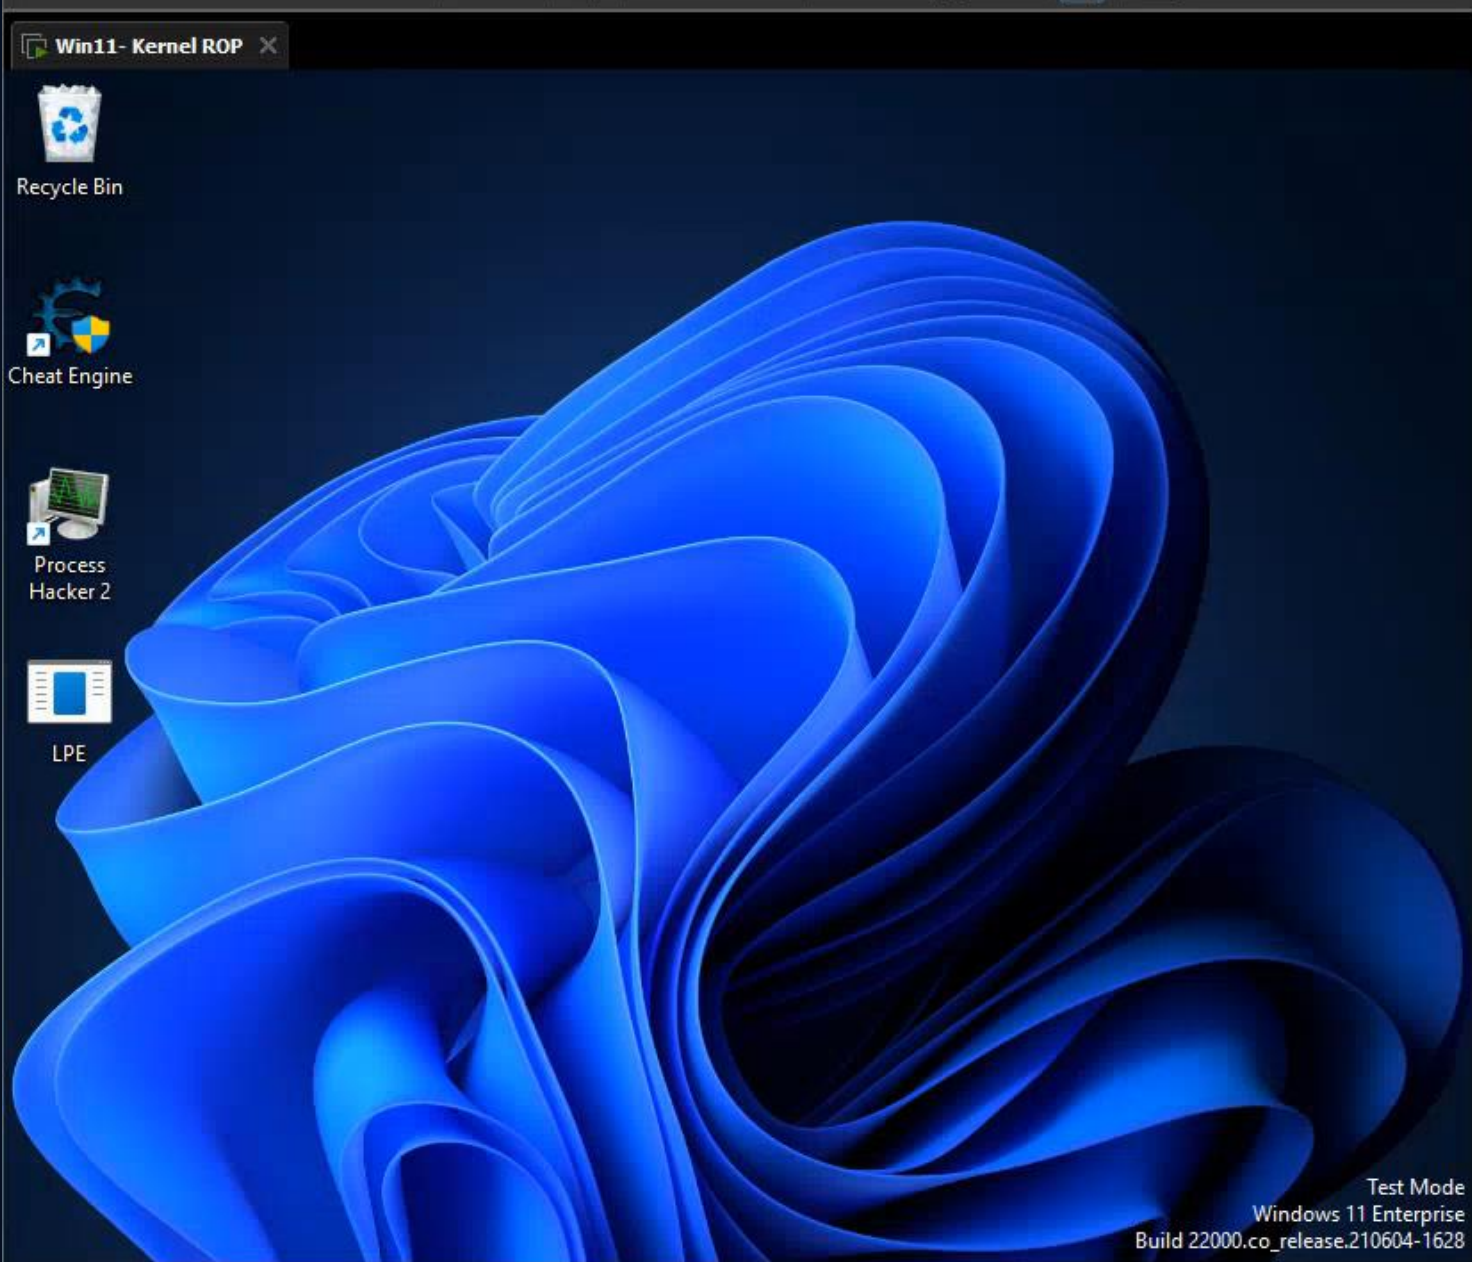 Win11- Kernel ROP
Recycle Bin
Cheat Engine
Process
Hacker 2
LPE
Test Mode
Windows 11 Enterprise
Build 22000.co_release.210604-1628